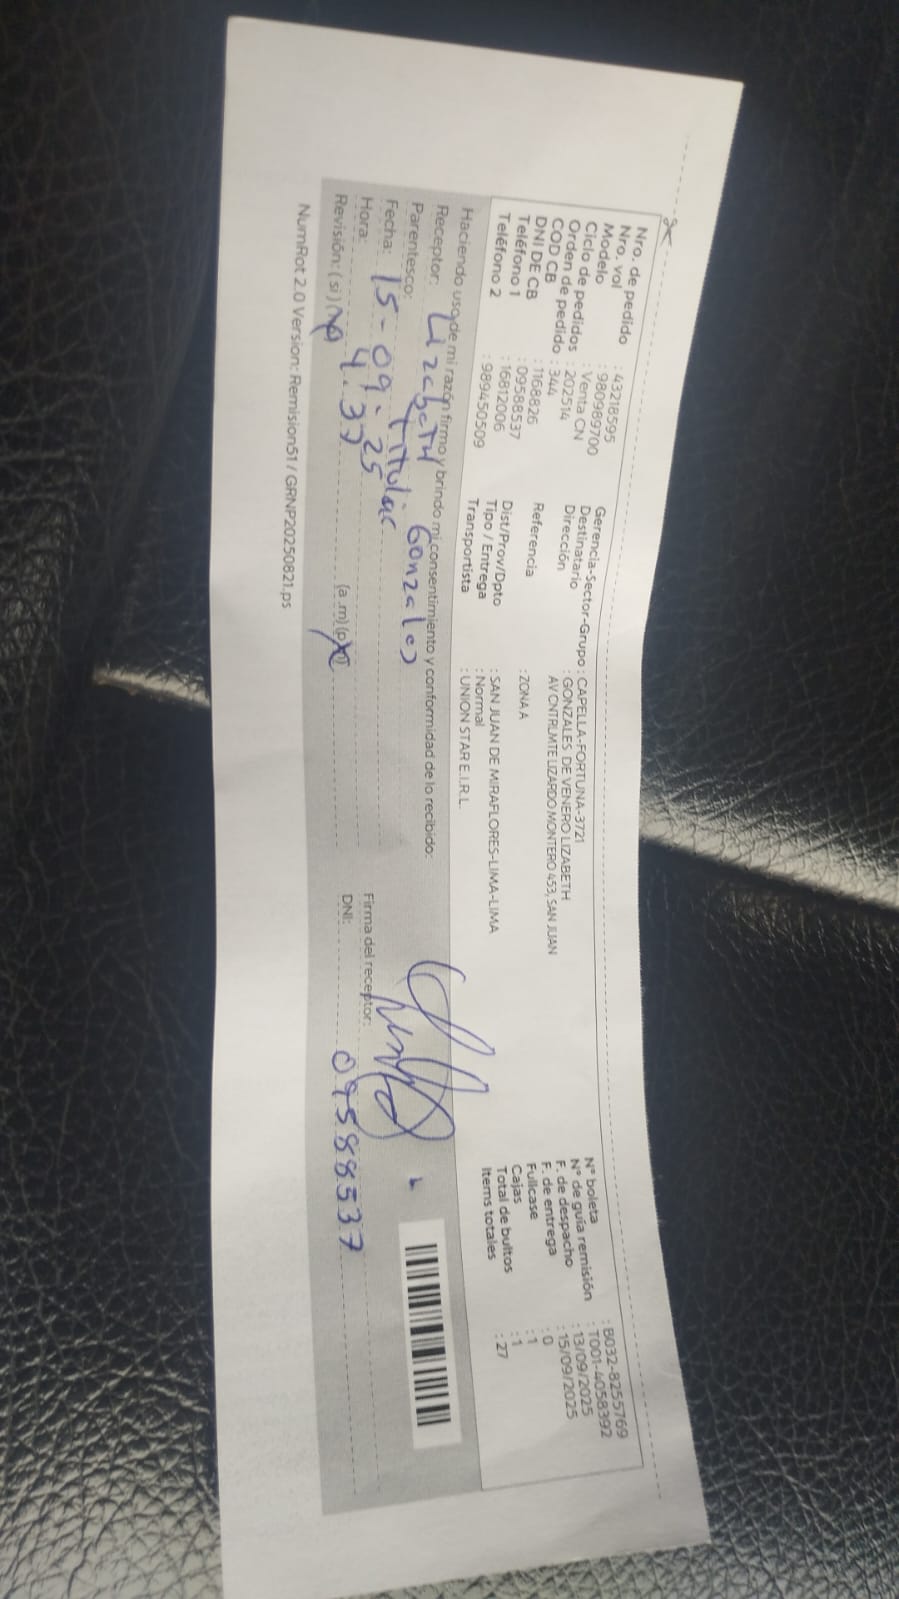 Nro. de pedido : 43218595
Nro. vol : 980989700
Modelo : Venta CN
Ciclo de pedidos : 202514
Orden de pedido : 344
COD CB : 1168826
DNI DE CB : 09588537
Teléfono 1 : 16812006
Teléfono 2 : 989450509
Gerencia-Sector-Grupo : CAPELLA-FORTUNA-3721
Destinatario : GONZALES DE VENERO LIZABETH
Dirección AV CNTRLMTE LIZARDO MONTERO 453, SAN JUAN
Referencia : ZONA A
Dist/Prov/Dpto : SAN JUAN DE MIRAFLORES-LIMA-LIMA
Tipo / Entrega : Normal
Transportista : UNION STAR E.I.R.L.
N° boleta : B032-8255769
N° de guía remisión : T001-4058392
F. de despacho : 13/09/2025
F. de entrega : 15/09/2025
Fullcase : 0
Cajas : 1
Total de bultos : 1
Items totales : 27
Haciendo uso de mi razón firmo y brindo mi consentimiento y conformidad de lo recibido:
Receptor: Lizabeth Gonzales
Parentesco: titular
Fecha: 15-09-25
Hora: 4:37 (a .m) (p
Revisión: (si) (no)
Firma del receptor:
DNI: 09588537
NumRot 2.0 Version: Remision51 / GRNP20250821.ps